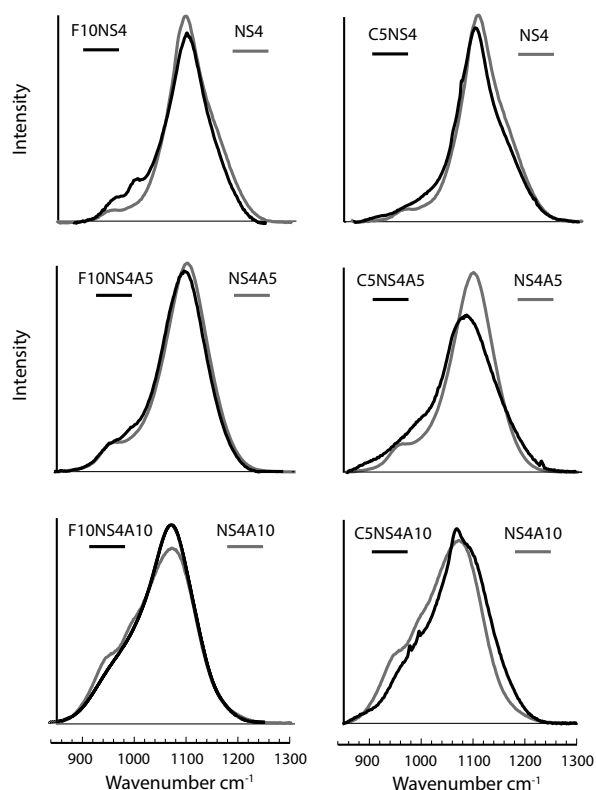 F10NS4 NS4 C5NS4 NS4
Intensity
F10NS4A5 NS4A5 C5NS4A5 NS4A5
Intensity
F10NS4A10 NS4A10 C5NS4A10 NS4A10
900 1000 1100 1200 1300 900 1000 1100 1200 1300
Wavenumber cm⁻¹ Wavenumber cm⁻¹